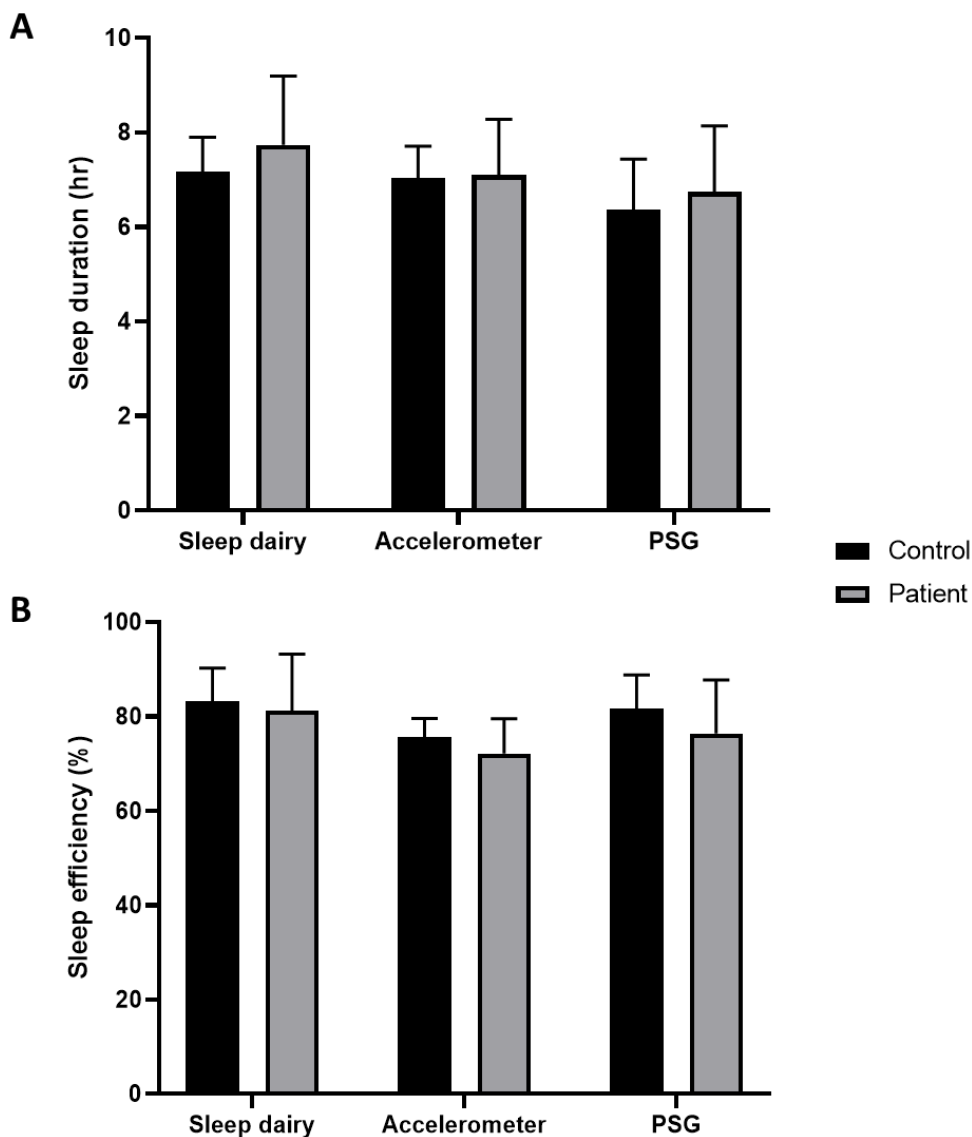 A
10
8
6
4
2
0
Sleep duration (hr)
Sleep dairy Accelerometer PSG
Control
Patient
B
100
80
60
40
20
0
Sleep efficiency (%)
Sleep dairy Accelerometer PSG